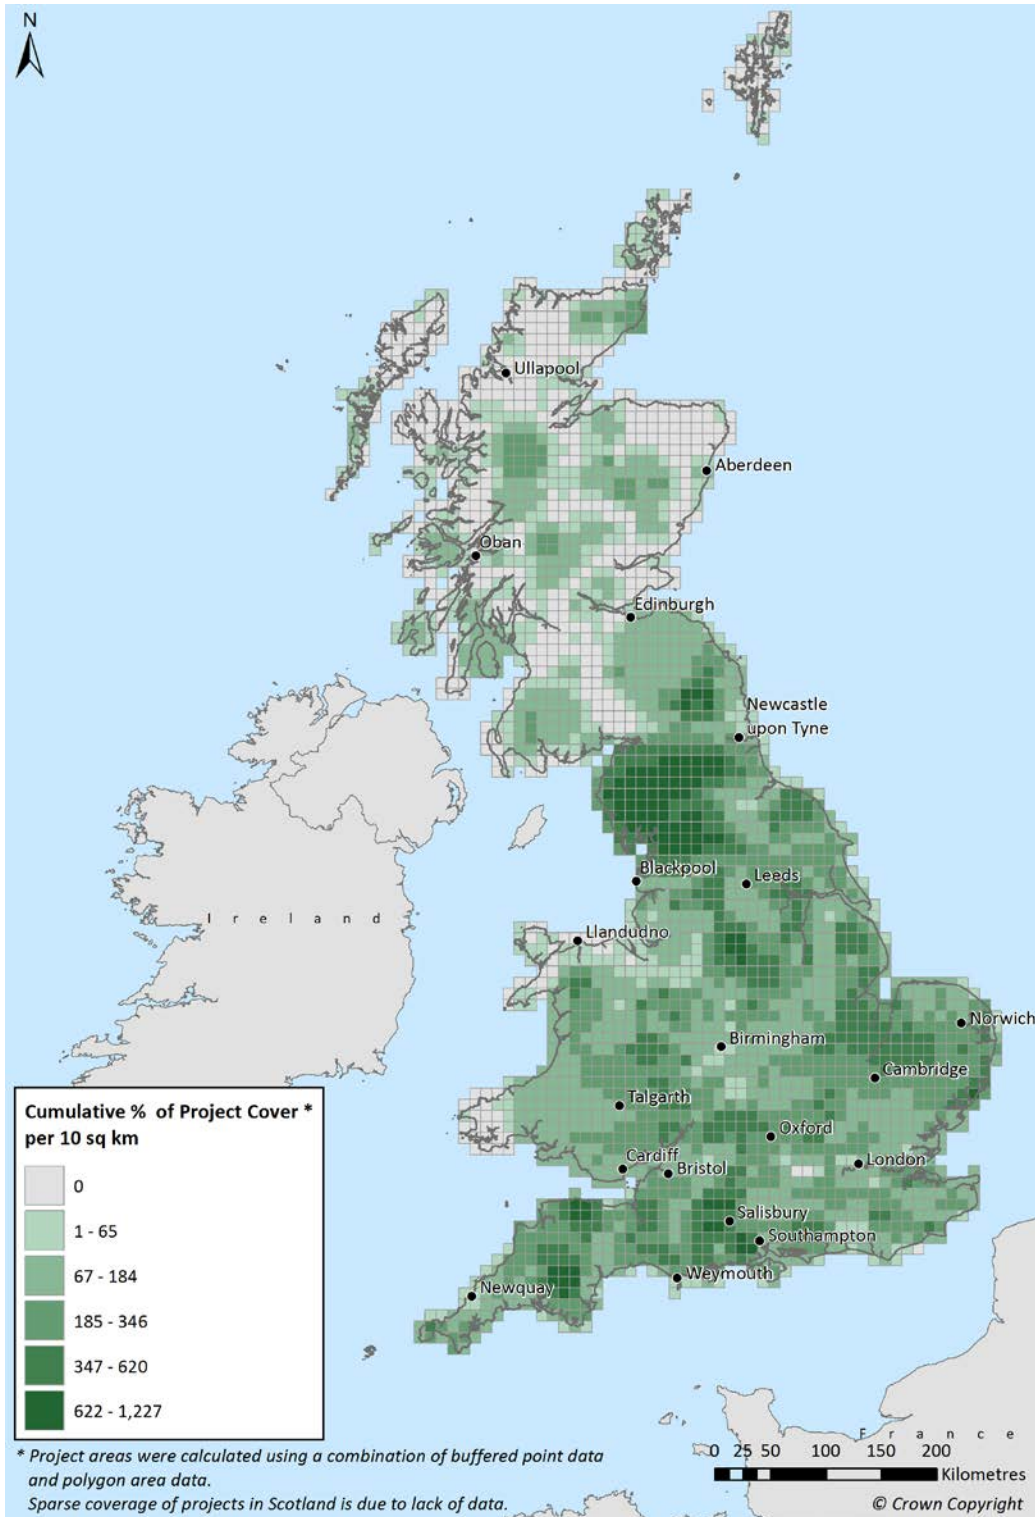 N
Ullapool
Aberdeen
Oban
Edinburgh
Newcastle
upon Tyne
Blackpool
Leeds
Ireland
Llandudno
Norwich
Birmingham
Cambridge
Talgarth
Oxford
Cardiff
Bristol
London
Salisbury
Southampton
Weymouth
Newquay
Cumulative % of Project Cover *
per 10 sq km
0
1 - 65
67 - 184
185 - 346
347 - 620
622 - 1,227
France
* Project areas were calculated using a combination of buffered point data
and polygon area data.
Sparse coverage of projects in Scotland is due to lack of data.
0 25 50 100 150 200
Kilometres
© Crown Copyright